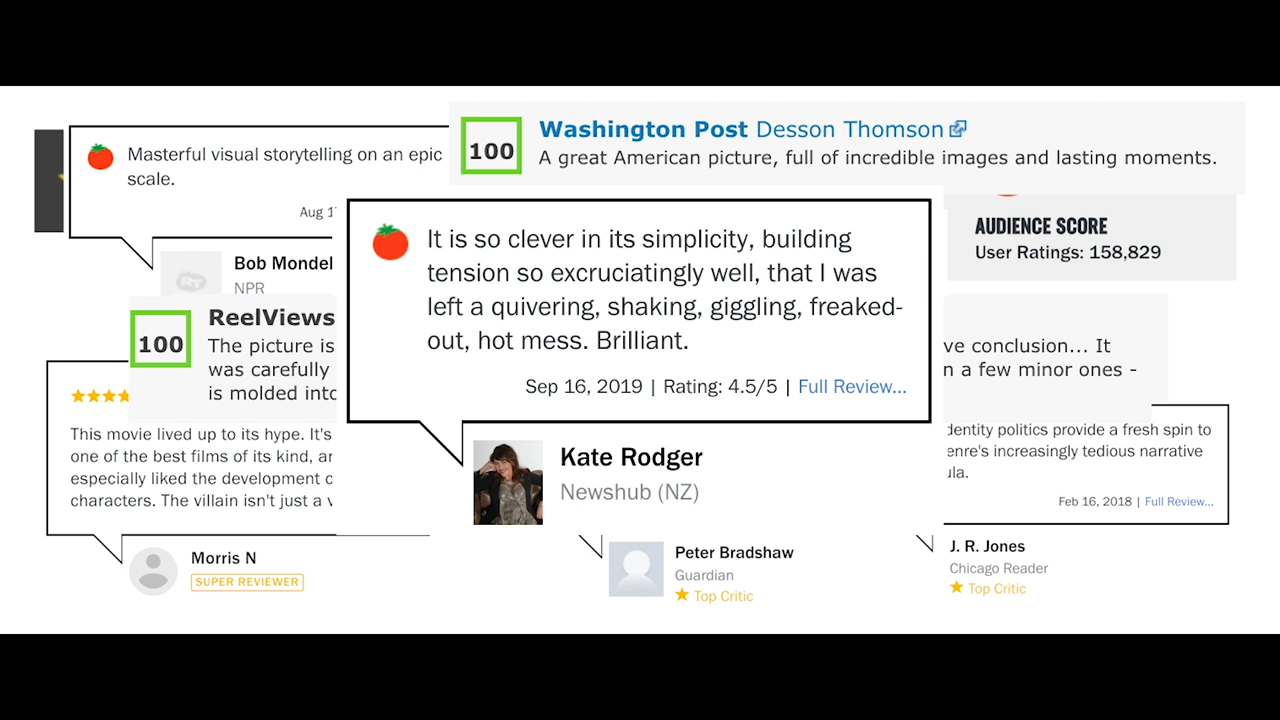 Masterful visual storytelling on an epic
scale.
100
Washington Post Desson Thomson
A great American picture, full of incredible images and lasting moments.
Bob Mondel
NPR
AUDIENCE SCORE
User Ratings: 158,829
It is so clever in its simplicity, building
tension so excruciatingly well, that I was
left a quivering, shaking, giggling, freaked-
out, hot mess. Brilliant.
Sep 16, 2019 | Rating: 4.5/5 | Full Review...
Kate Rodger
Newshub (NZ)
100
ReelViews
The picture is
was carefully
is molded into
ve conclusion... It
n a few minor ones -
This movie lived up to its hype. It's
one of the best films of its kind, an
especially liked the development o
characters. The villain isn't just a v
Morris N
SUPER REVIEWER
dentity politics provide a fresh spin to
enre's increasingly tedious narrative
ula.
Feb 16, 2018 | Full Review...
Peter Bradshaw
Guardian
Top Critic
J. R. Jones
Chicago Reader
Top Critic